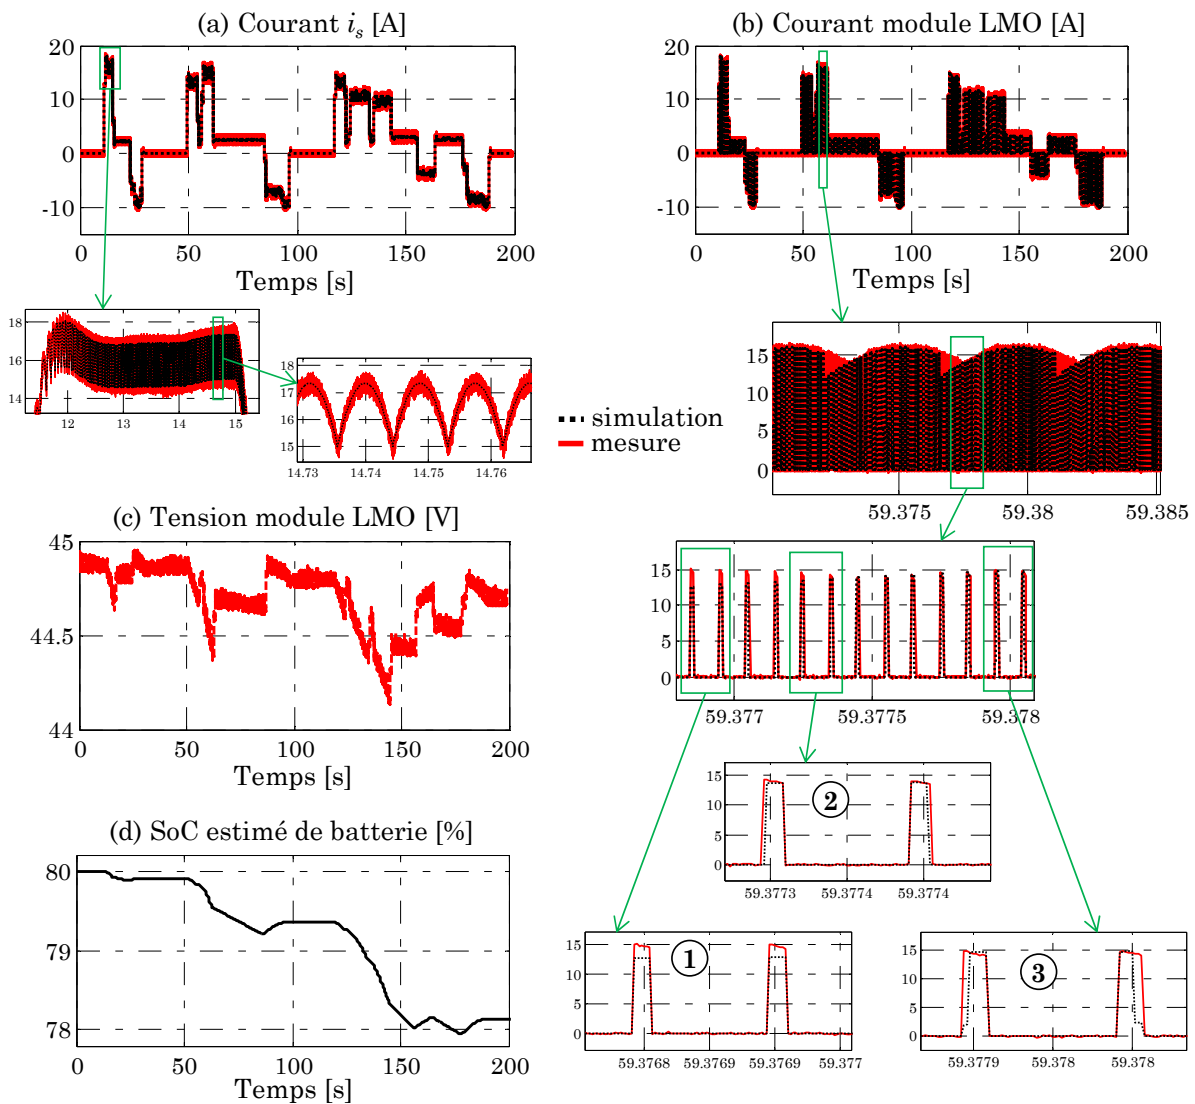 (a) Courant is [A]
20
10
0
-10
0 50 100 150 200
Temps [s]
18
16
14
12 13 14 15
18
17
16
15
14.73 14.74 14.75 14.76
(b) Courant module LMO [A]
20
10
0
-10
0 50 100 150 200
Temps [s]
15
10
5
0
59.375 59.38 59.385
simulation
mesure
15
10
5
0
59.377 59.3775 59.378
15
10
5
0
2
59.3773 59.3774 59.3774
15
10
5
0
1
59.3768 59.3769 59.3769 59.377
15
10
5
0
3
59.3779 59.378 59.378
(c) Tension module LMO [V]
45
44.5
44
0 50 100 150 200
Temps [s]
(d) SoC estimé de batterie [%]
80
79
78
0 50 100 150 200
Temps [s]